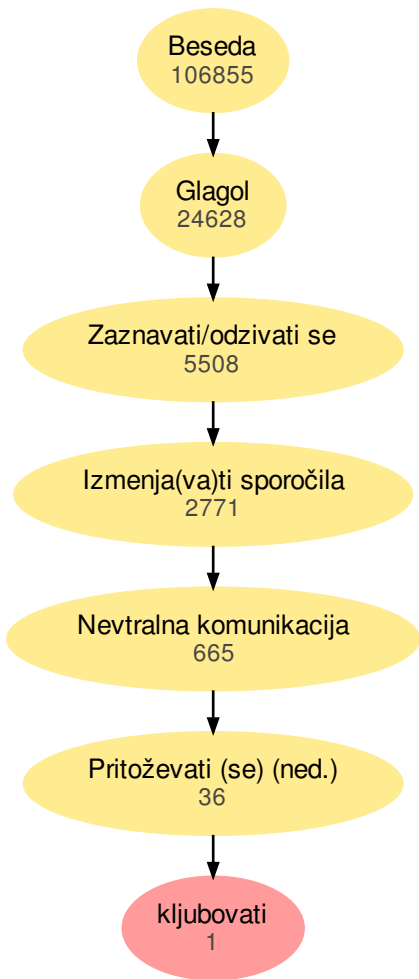 Beseda
106855
Glagol
24628
Zaznavati/odzivati se
5508
Izmenja(va)ti sporočila
2771
Nevtralna komunikacija
665
Pritoževati (se) (ned.)
36
kljubovati
1